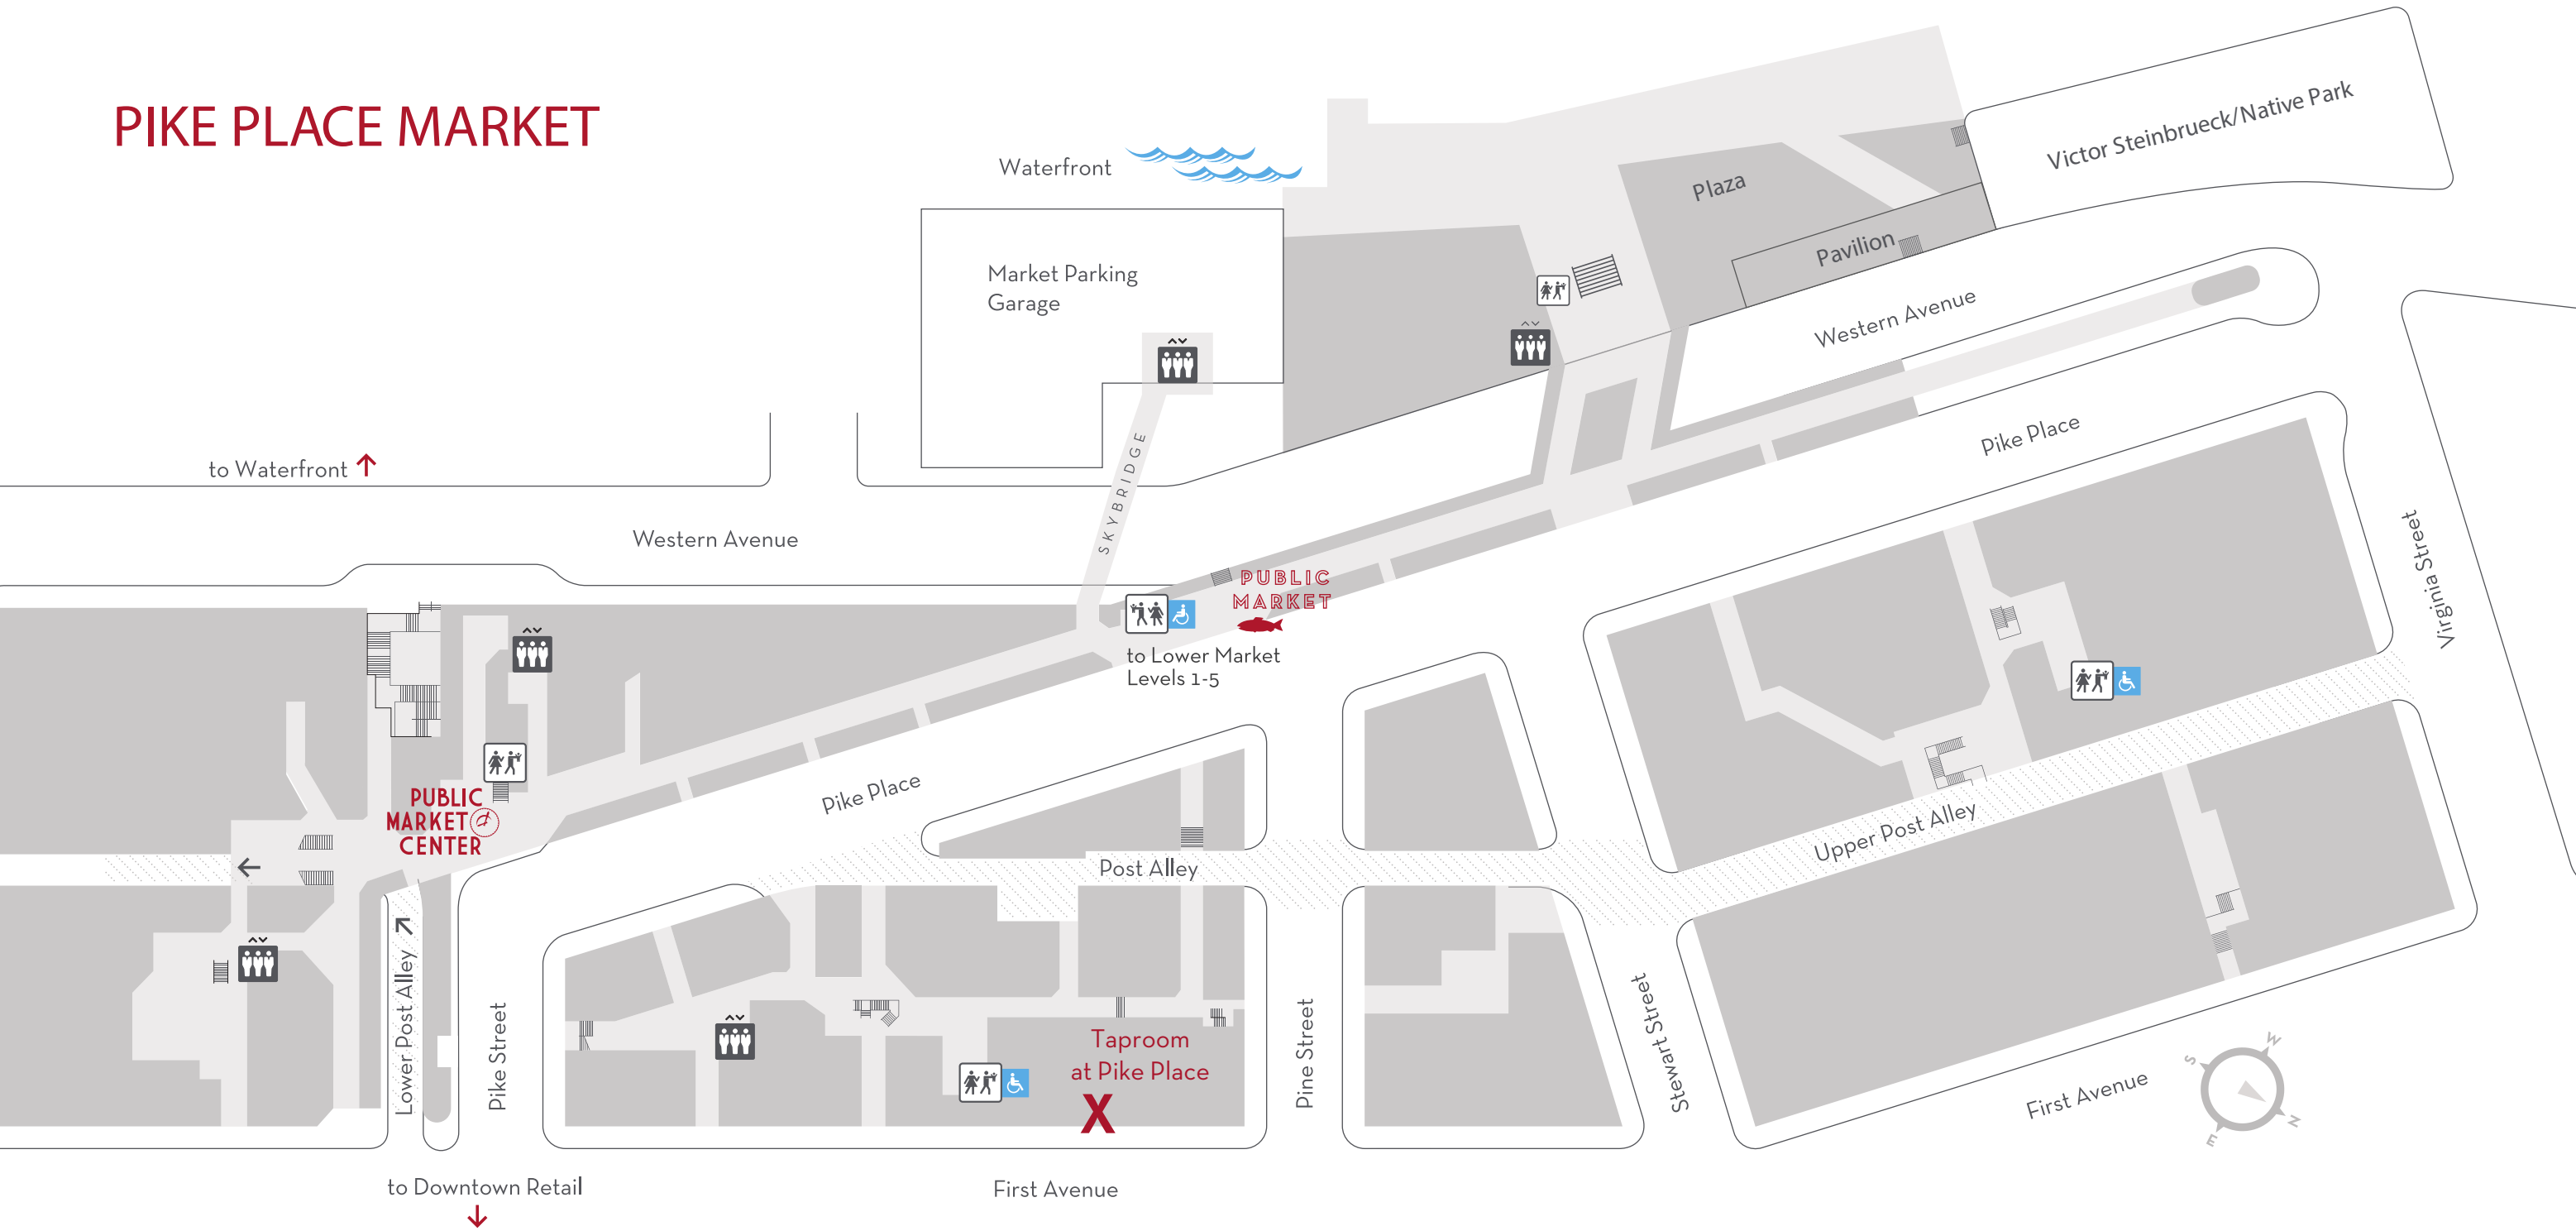 PIKE PLACE MARKET
Waterfront
Victor Steinbrueck/Native Park
Plaza
Pavilion
Market Parking
Garage
Western Avenue
Pike Place
to Waterfront
SKYBRIDGE
Western Avenue
Virginia Street
PUBLIC
MARKET
to Lower Market
Levels 1-5
Pike Place
PUBLIC
MARKET
CENTER
Post Alley
Upper Post Alley
Lower Post Alley
Pike Street
Taproom
at Pike Place
X
Pine Street
Stewart Street
First Avenue
S
W
N
E
to Downtown Retail
First Avenue